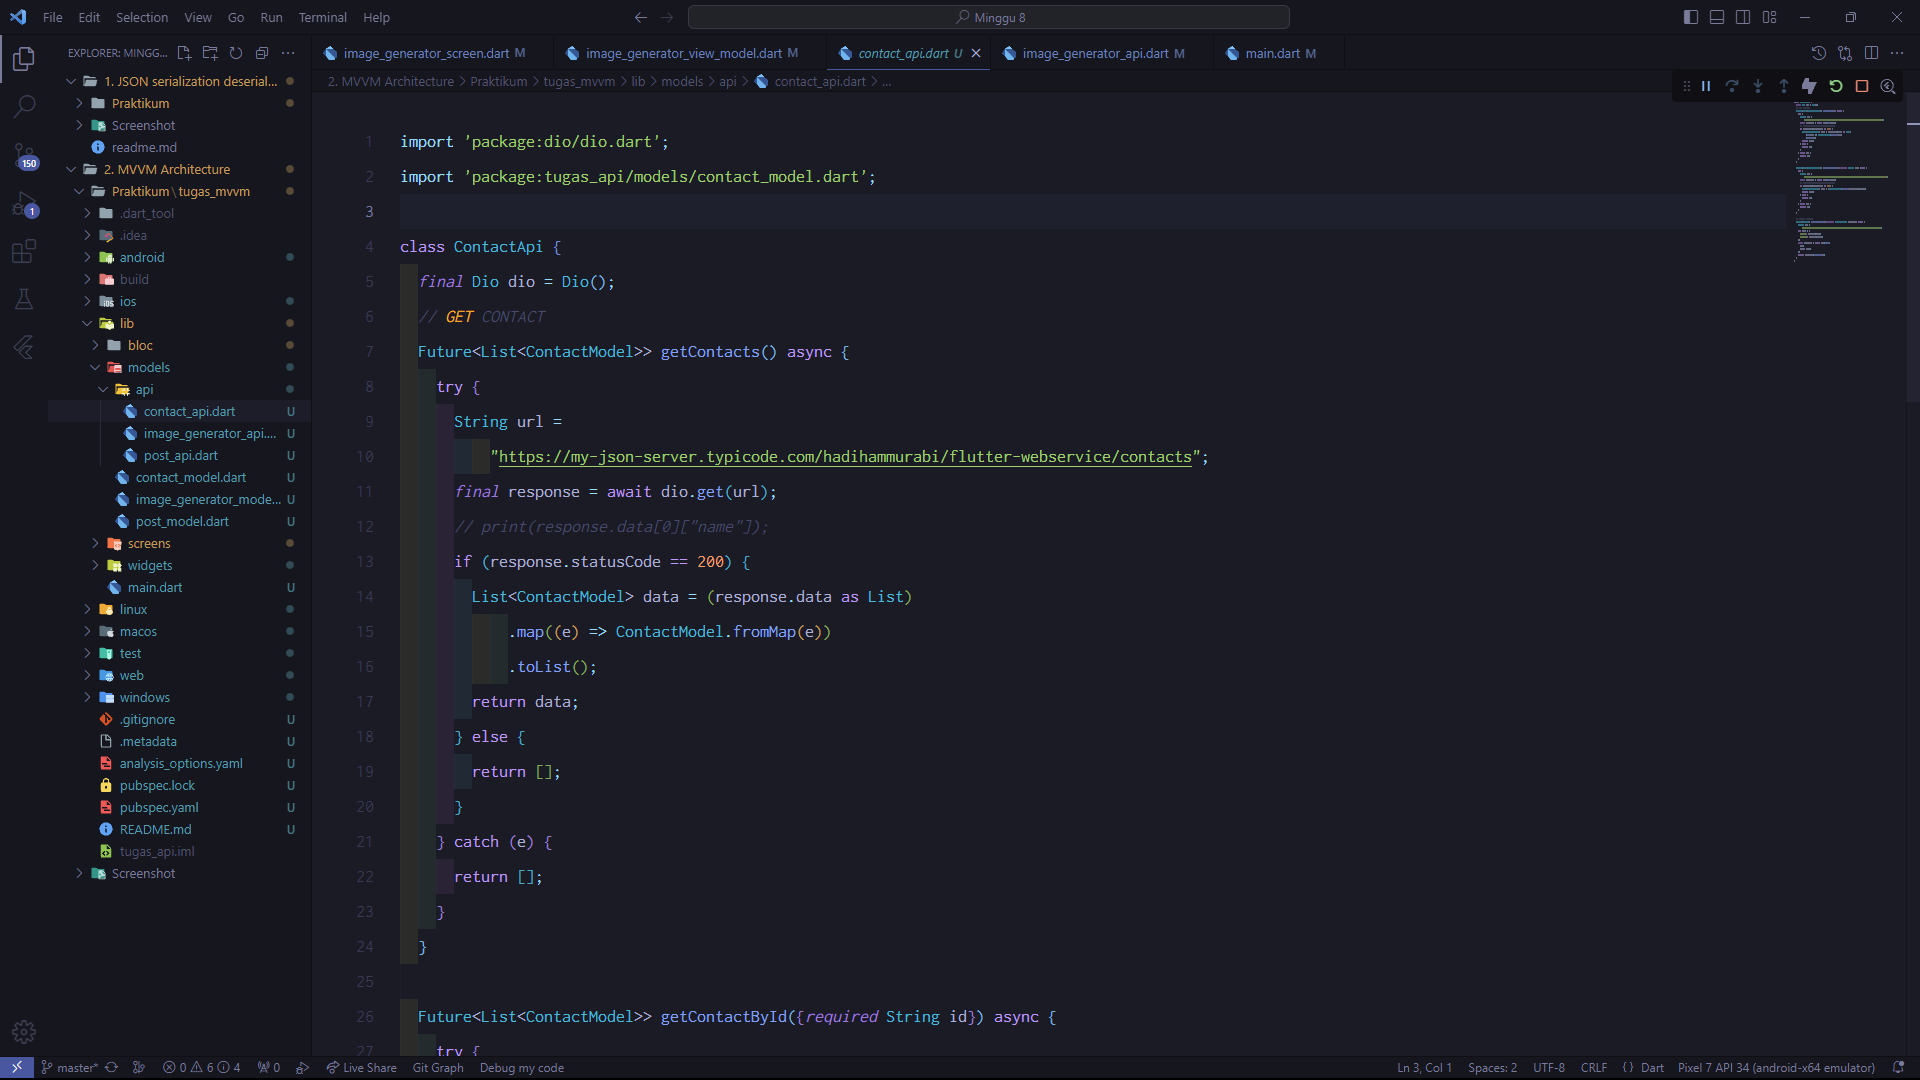 File Edit Selection View Go Run Terminal Help
Minggu 8
EXPLORER: MINGG...
image_generator_screen.dart M
image_generator_view_model.dart M
contact_api.dart U
image_generator_api.dart M
main.dart M
2. MVVM Architecture > Praktikum > tugas_mvvm > lib > models > api > contact_api.dart > ...
1. JSON serialization deserial...
Praktikum
Screenshot
readme.md
2. MVVM Architecture
Praktikum\tugas_mvvm
.dart_tool
.idea
android
build
ios
lib
bloc
models
api
contact_api.dart U
image_generator_api.... U
post_api.dart U
contact_model.dart U
image_generator_mode... U
post_model.dart U
screens
widgets
main.dart U
linux
macos
test
web
windows
.gitignore U
.metadata U
analysis_options.yaml U
pubspec.lock U
pubspec.yaml U
README.md U
tugas_api.iml
Screenshot
150
1
1 import 'package:dio/dio.dart';
2 import 'package:tugas_api/models/contact_model.dart';
3
4 class ContactApi {
5 final Dio dio = Dio();
6 // GET CONTACT
7 Future<List<ContactModel>> getContacts() async {
8 try {
9 String url =
10 "https://my-json-server.typicode.com/hadihammurabi/flutter-webservice/contacts";
11 final response = await dio.get(url);
12 // print(response.data[0]["name"]);
13 if (response.statusCode == 200) {
14 List<ContactModel> data = (response.data as List)
15 .map((e) => ContactModel.fromMap(e))
16 .toList();
17 return data;
18 } else {
19 return [];
20 }
21 } catch (e) {
22 return [];
23 }
24 }
25
26 Future<List<ContactModel>> getContactById({required String id}) async {
27 try {
master* 0 6 4 0 Live Share Git Graph Debug my code
Ln 3, Col 1 Spaces: 2 UTF-8 CRLF { } Dart Pixel 7 API 34 (android-x64 emulator)